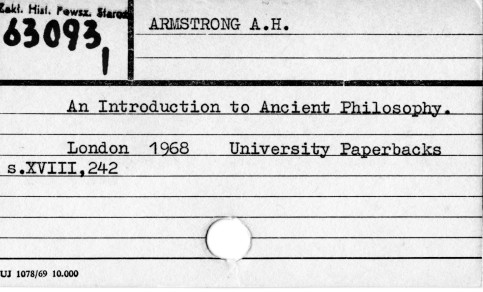 Zakł. Hist. Powsz. Staroż
63093,
1
ARMSTRONG A.H.
An Introduction to Ancient Philosophy.
London 1968 University Paperbacks
s.XVIII,242
UJ 1078/69 10.000